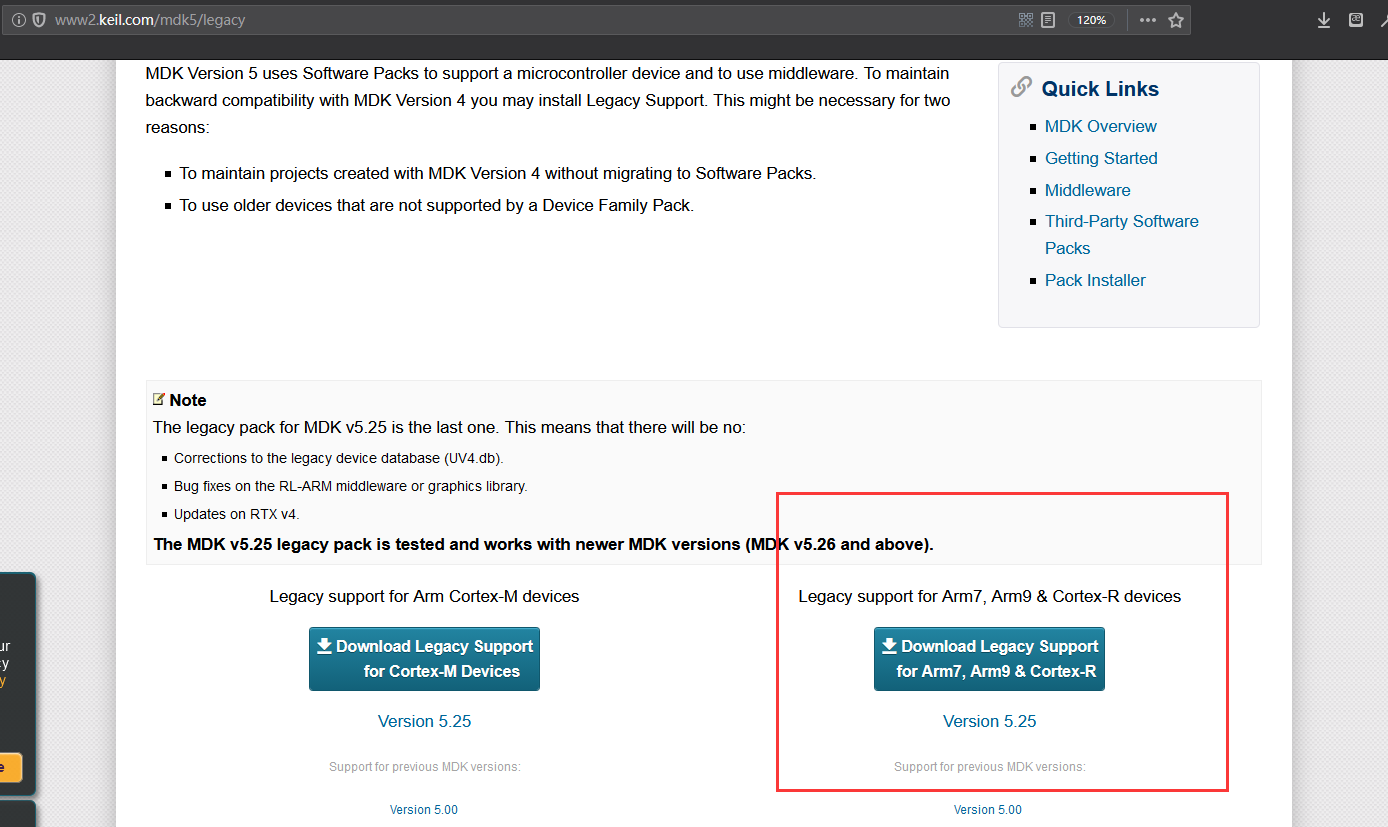 www2.keil.com/mdk5/legacy
120%
MDK Version 5 uses Software Packs to support a microcontroller device and to use middleware. To maintain
backward compatibility with MDK Version 4 you may install Legacy Support. This might be necessary for two
reasons:
To maintain projects created with MDK Version 4 without migrating to Software Packs.
To use older devices that are not supported by a Device Family Pack.
Quick Links
MDK Overview
Getting Started
Middleware
Third-Party Software
Packs
Pack Installer
Note
The legacy pack for MDK v5.25 is the last one. This means that there will be no:
Corrections to the legacy device database (UV4.db).
Bug fixes on the RL-ARM middleware or graphics library.
Updates on RTX v4.
The MDK v5.25 legacy pack is tested and works with newer MDK versions (MDK v5.26 and above).
Legacy support for Arm Cortex-M devices
Download Legacy Support
for Cortex-M Devices
Version 5.25
Support for previous MDK versions:
Version 5.00
Legacy support for Arm7, Arm9 & Cortex-R devices
Download Legacy Support
for Arm7, Arm9 & Cortex-R
Version 5.25
Support for previous MDK versions:
Version 5.00